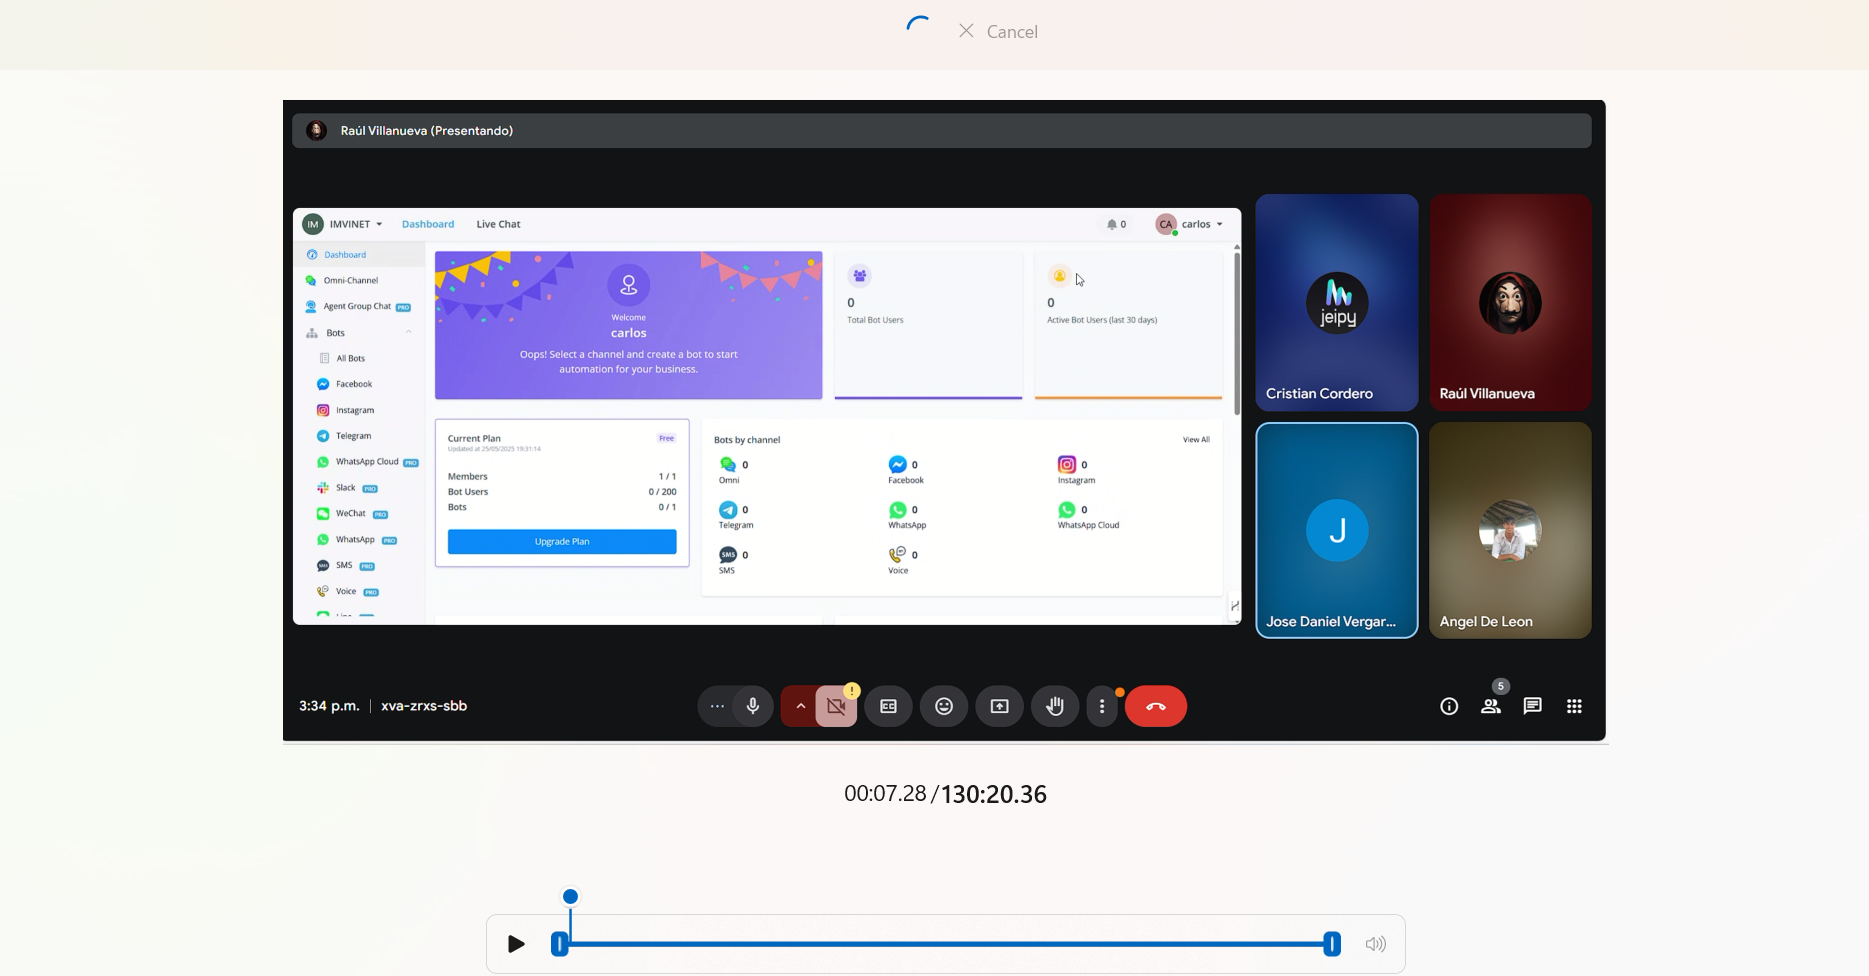 Cancel
Raúl Villanueva (Presentando)
IM IMVINET Dashboard Live Chat 0 CA carlos
Dashboard
Omni-Channel
Agent Group Chat PRO
Bots
All Bots
Facebook
Instagram
Telegram
WhatsApp Cloud PRO
Slack PRO
WeChat PRO
WhatsApp PRO
SMS SMS PRO
Voice PRO
Welcome
carlos
Oops! Select a channel and create a bot to start
automation for your business.
0
Total Bot Users
0
Active Bot Users (last 30 days)
Current Plan Free
Updated at 25/05/2025 19:31:14
Members 1 / 1
Bot Users 0 / 200
Bots 0 / 1
Upgrade Plan
Bots by channel View All
0 0 0
Omni Facebook Instagram
0 0 0
Telegram WhatsApp WhatsApp Cloud
SMS 0 0
SMS Voice
jeipy
Cristian Cordero
Raúl Villanueva
J
Jose Daniel Vergar...
Angel De Leon
3:34 p.m. | xva-zrxs-sbb
CC
!
5
00:07.28/130:20.36